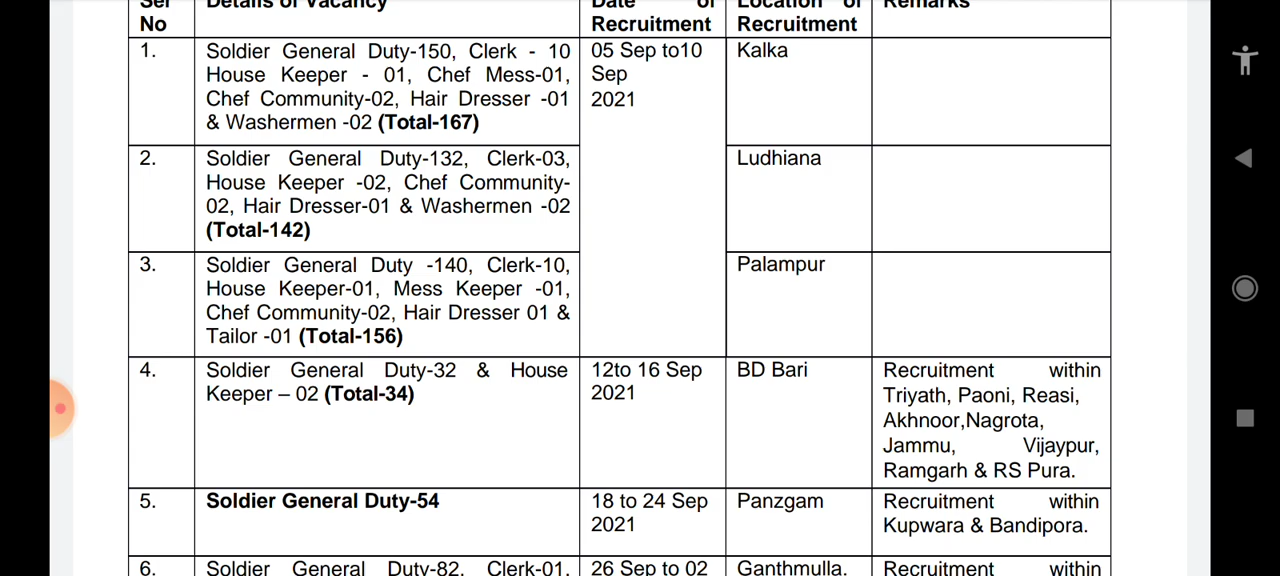 Ser Details of Vacancy Date of Location of Remarks
No Recruitment Recruitment
1. Soldier General Duty-150, Clerk - 10 05 Sep to10 Kalka
House Keeper - 01, Chef Mess-01, Sep
Chef Community-02, Hair Dresser -01 2021
& Washermen -02 (Total-167)
2. Soldier General Duty-132, Clerk-03, Ludhiana
House Keeper -02, Chef Community-
02, Hair Dresser-01 & Washermen -02
(Total-142)
3. Soldier General Duty -140, Clerk-10, Palampur
House Keeper-01, Mess Keeper -01,
Chef Community-02, Hair Dresser 01 &
Tailor -01 (Total-156)
4. Soldier General Duty-32 & House 12to 16 Sep BD Bari Recruitment within
Keeper – 02 (Total-34) 2021 Triyath, Paoni, Reasi,
Akhnoor,Nagrota,
Jammu, Vijaypur,
Ramgarh & RS Pura.
5. Soldier General Duty-54 18 to 24 Sep Panzgam Recruitment within
2021 Kupwara & Bandipora.
6. Soldier General Duty-82, Clerk-01, 26 Sep to 02 Ganthmulla. Recruitment within